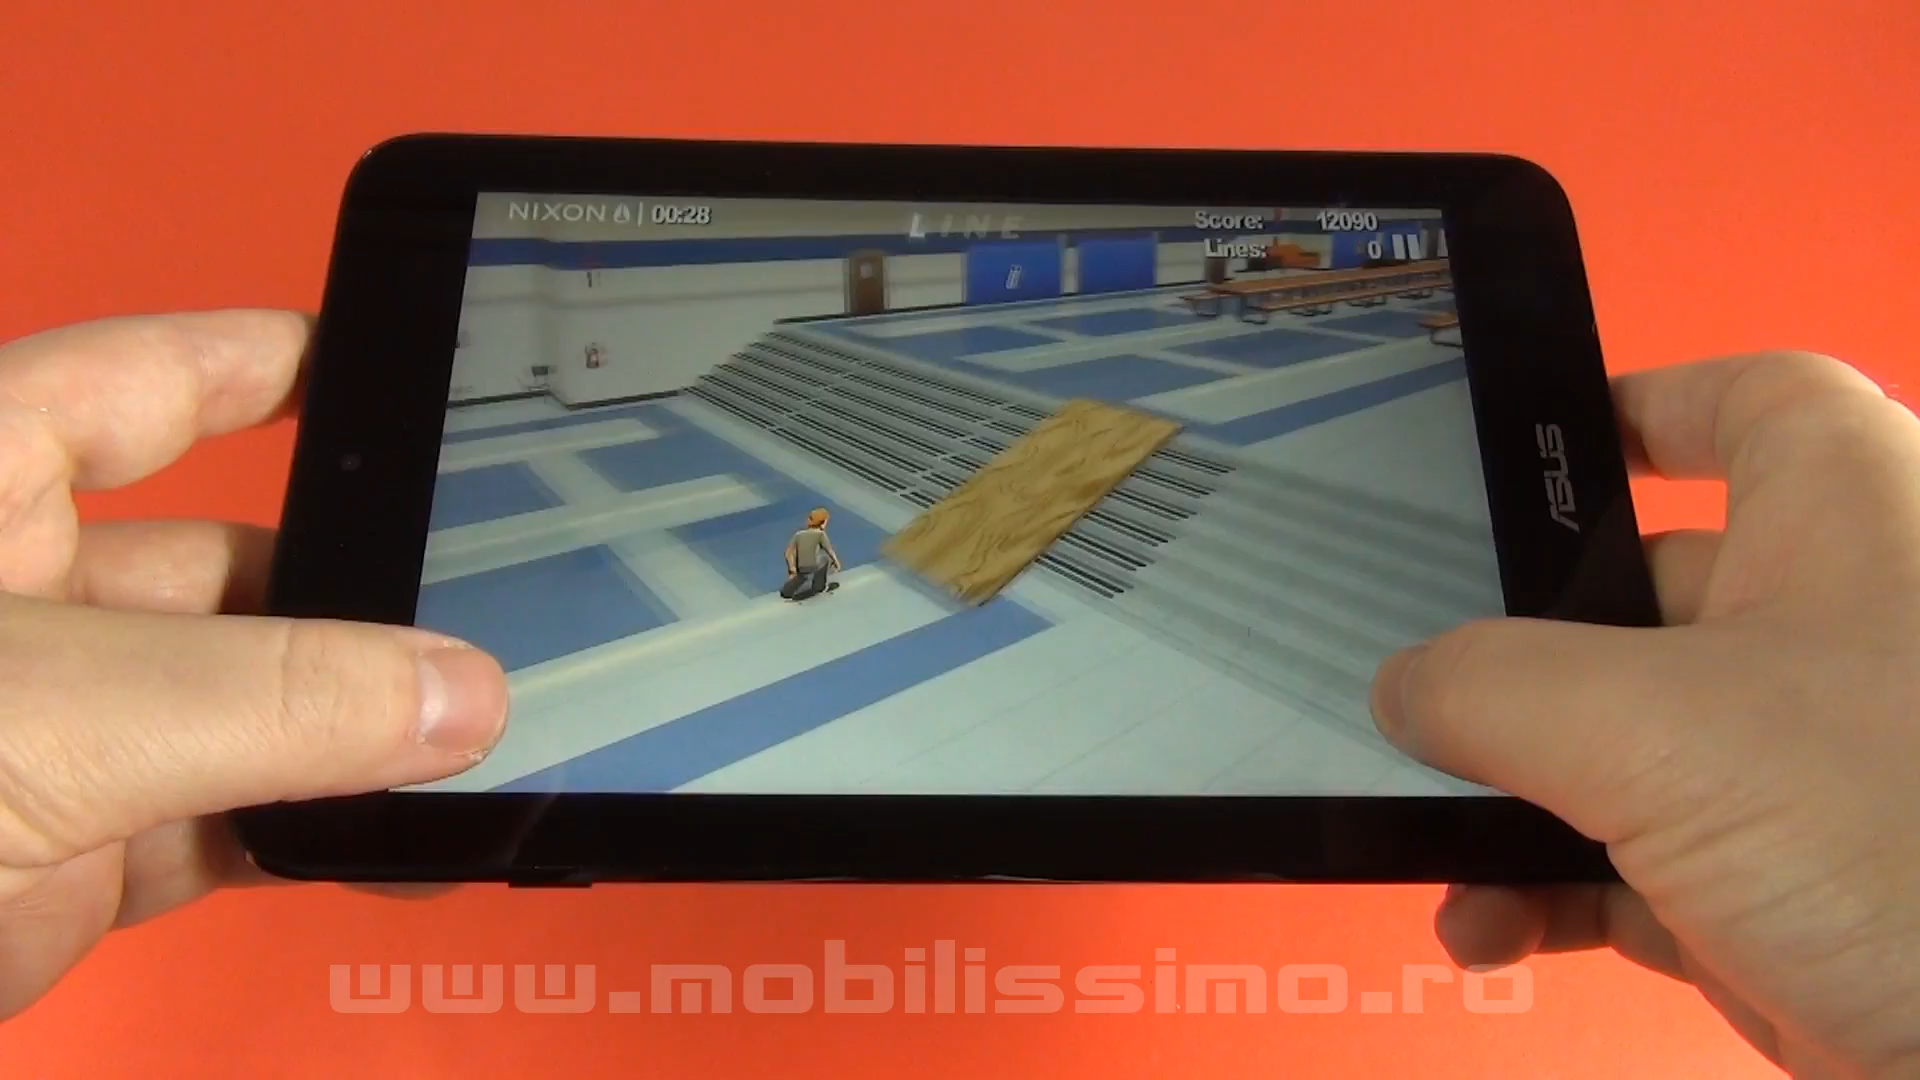 NIXON | 00:28
LINE
Score: 12090
Lines: 0
ASUS
www.mobilissimo.ro